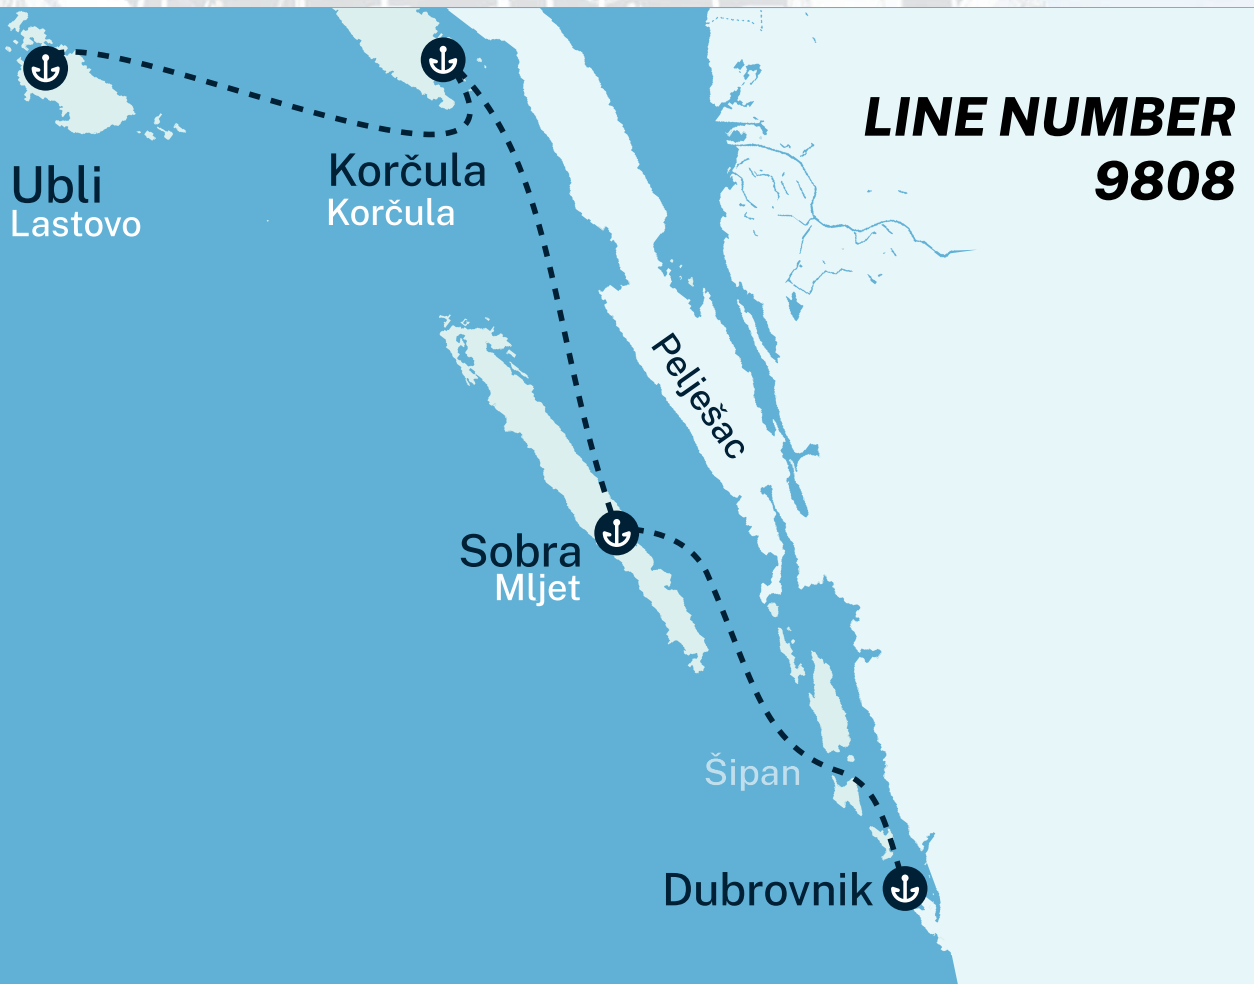 LINE NUMBER
9808
Ubli
Lastovo
Korčula
Korčula
Pelješac
Sobra
Mljet
Šipan
Dubrovnik